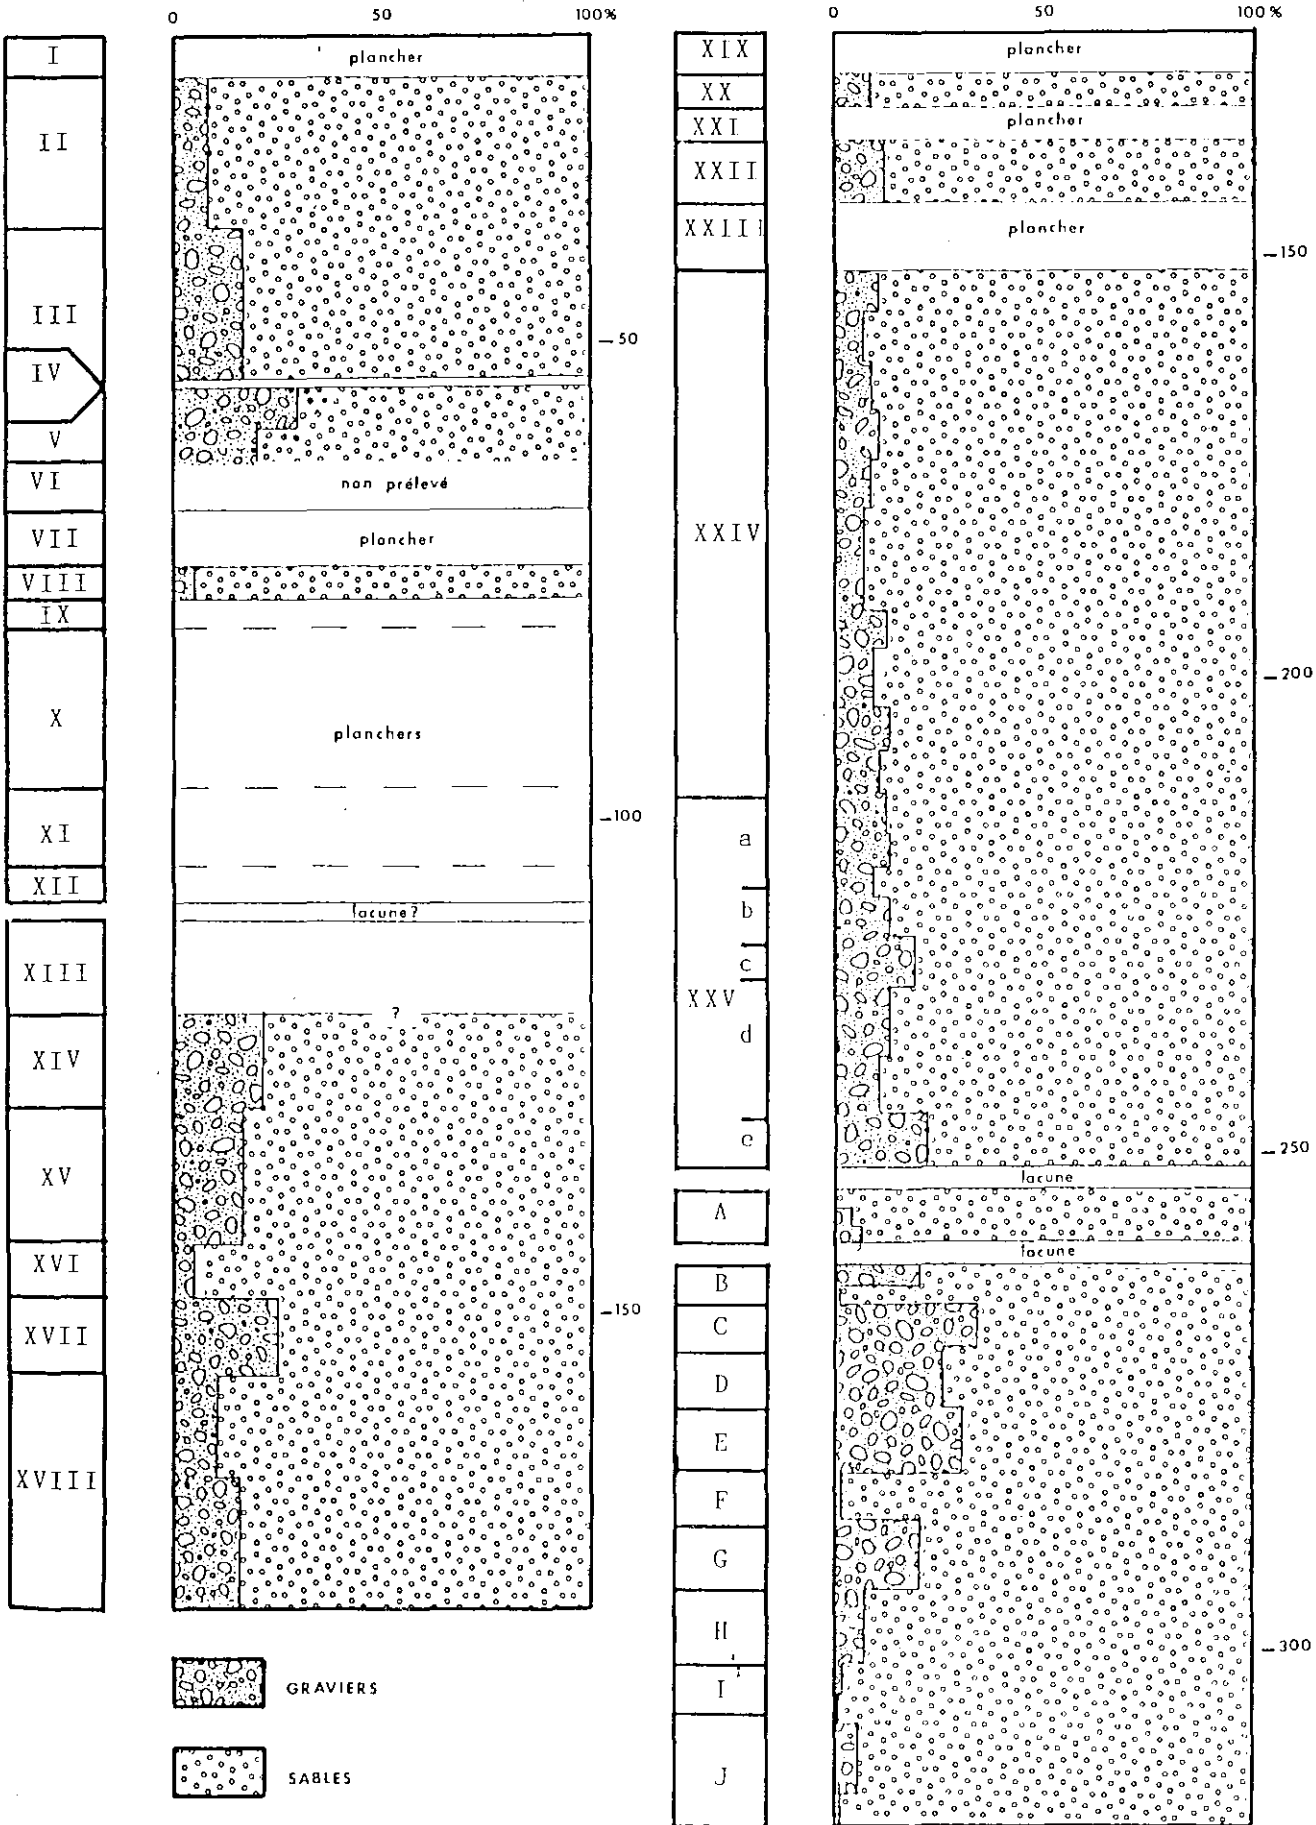 0 50 100%
I
plancher
II
III
50
IV
V
VI
non prélevé
VII
plancher
VIII
IX
X
planchers
100
XI
XII
lacune?
XIII
?
XIV
XV
XVI
150
XVII
XVIII
GRAVIERS
SABLES
0 50 100%
XIX
plancher
XX
XXI
plancher
XXII
XXIII
plancher
150
XXIV
200
a
b
c
XXV
d
e
250
lacune
A
lacune
B
C
D
E
F
G
H
300
I
J